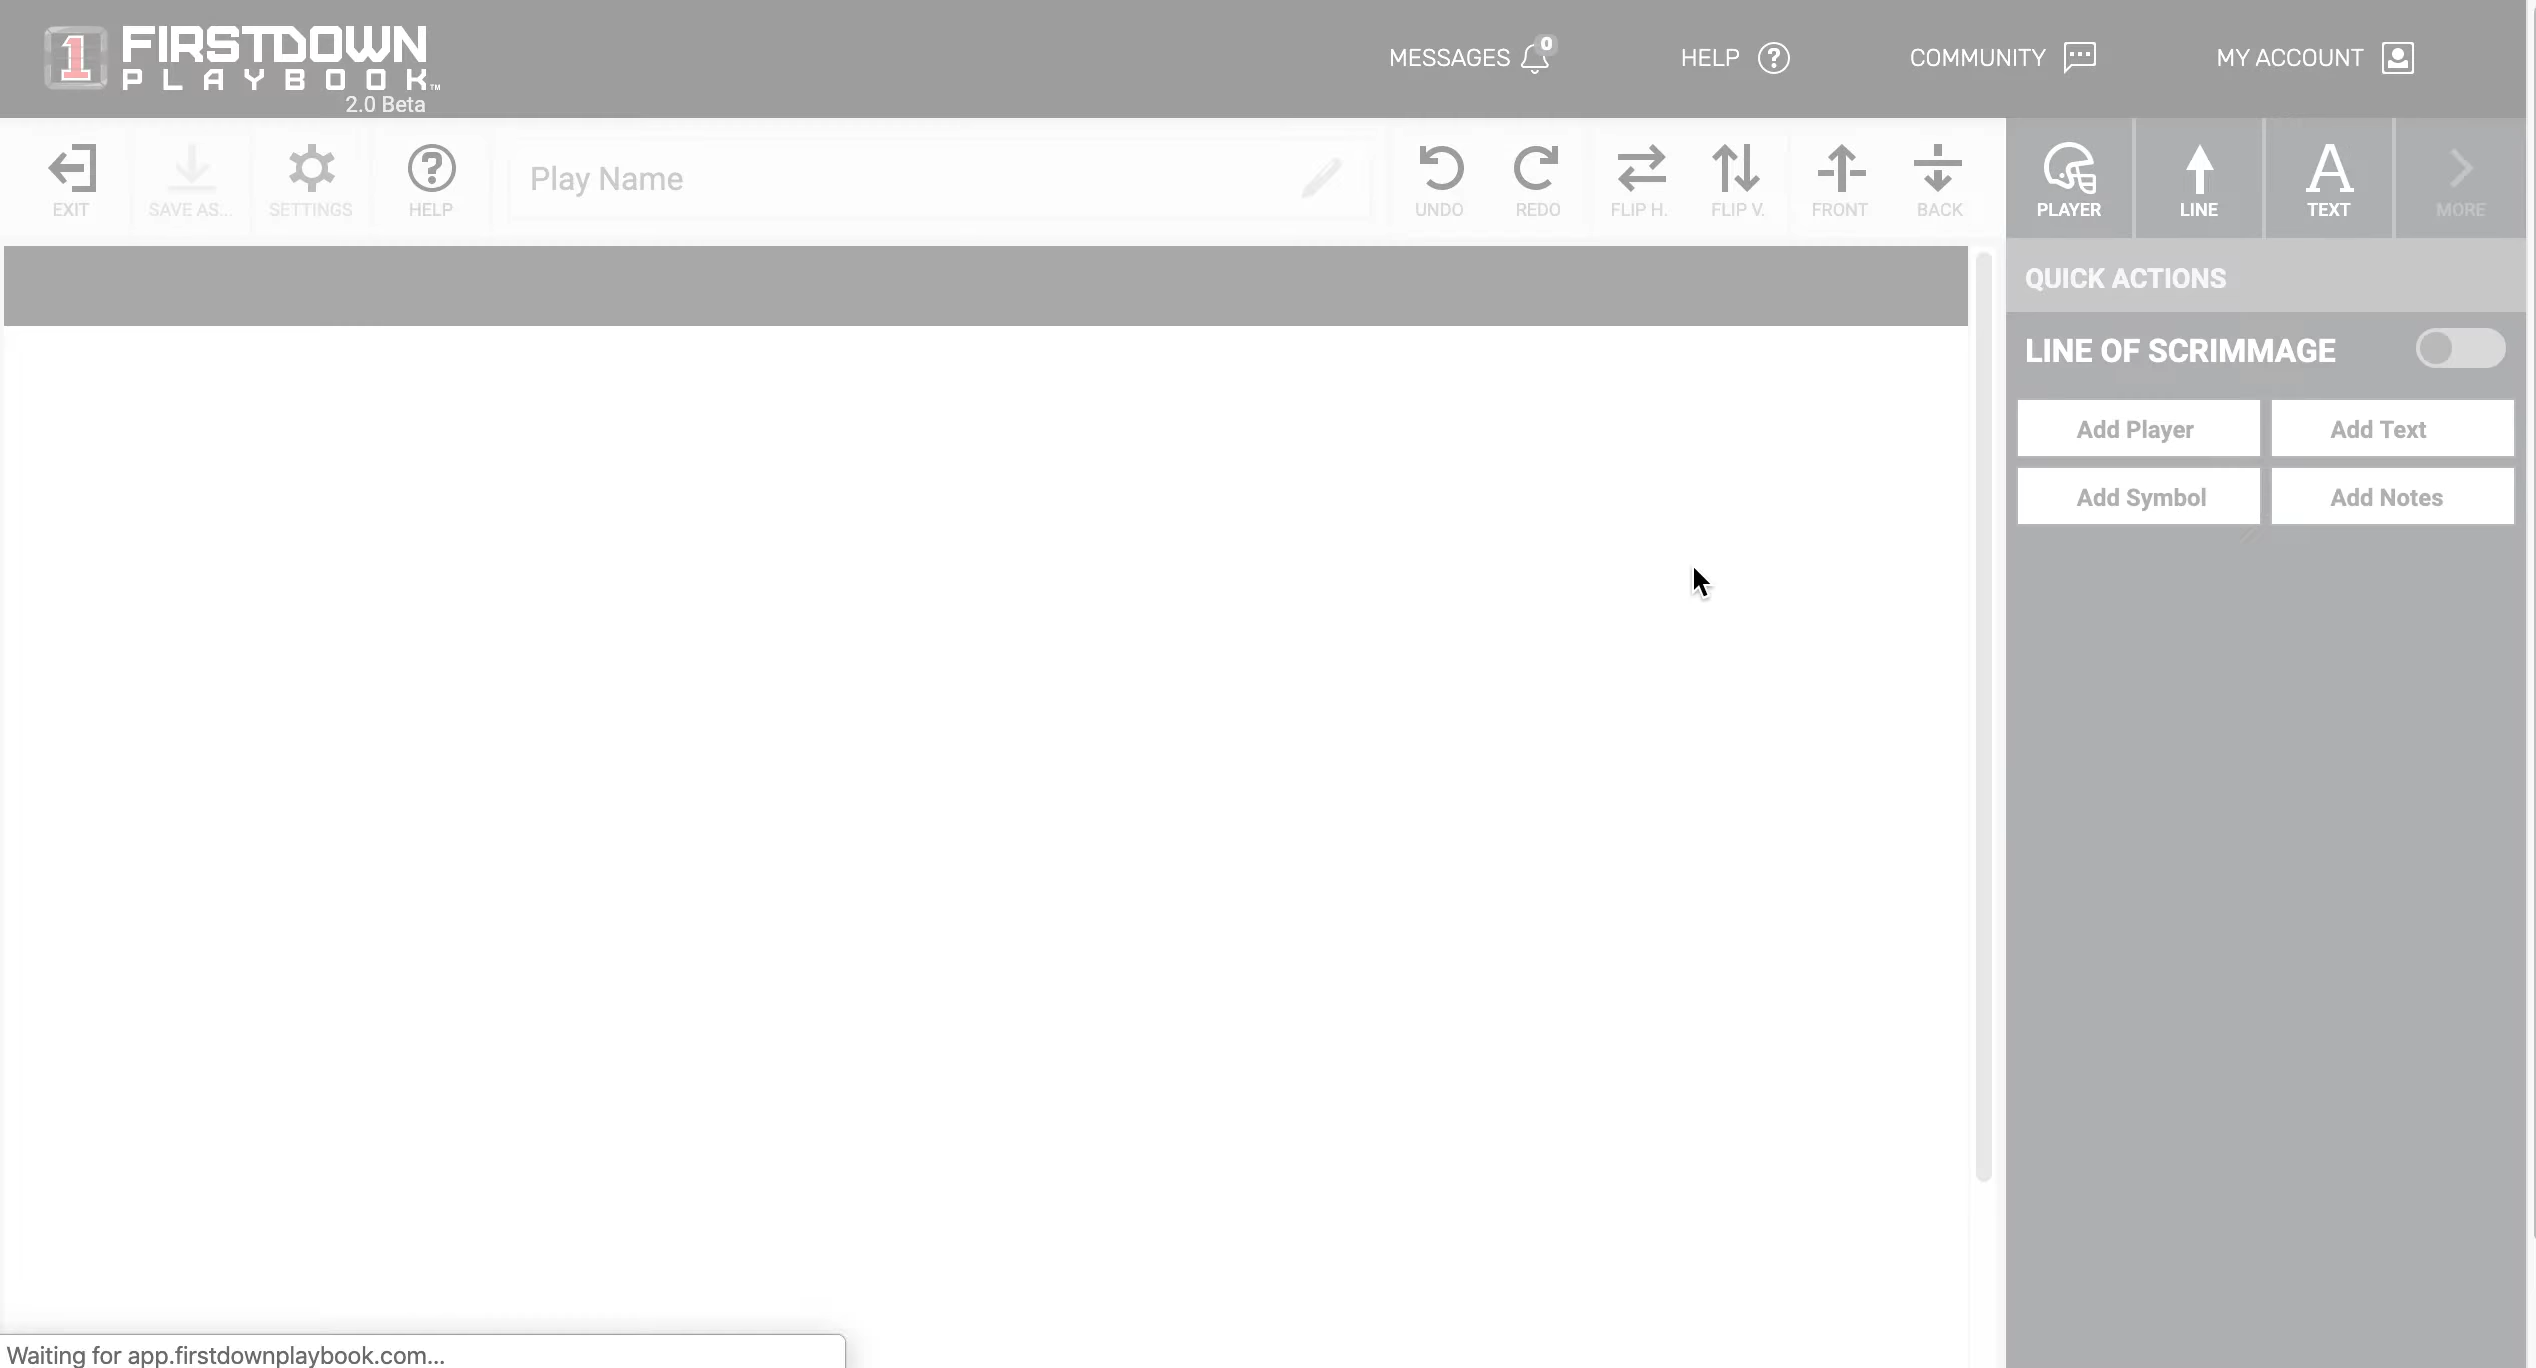 1 FIRSTDOWN
PLAYBOOK™
2.0 Beta
MESSAGES 0
HELP ?
COMMUNITY
MY ACCOUNT
EXIT
SAVE AS...
SETTINGS
? HELP
Play Name
UNDO
REDO
FLIP H.
FLIP V.
FRONT
BACK
PLAYER
LINE
A TEXT
MORE
QUICK ACTIONS
LINE OF SCRIMMAGE
Add Player
Add Text
Add Symbol
Add Notes
Waiting for app.firstdownplaybook.com...